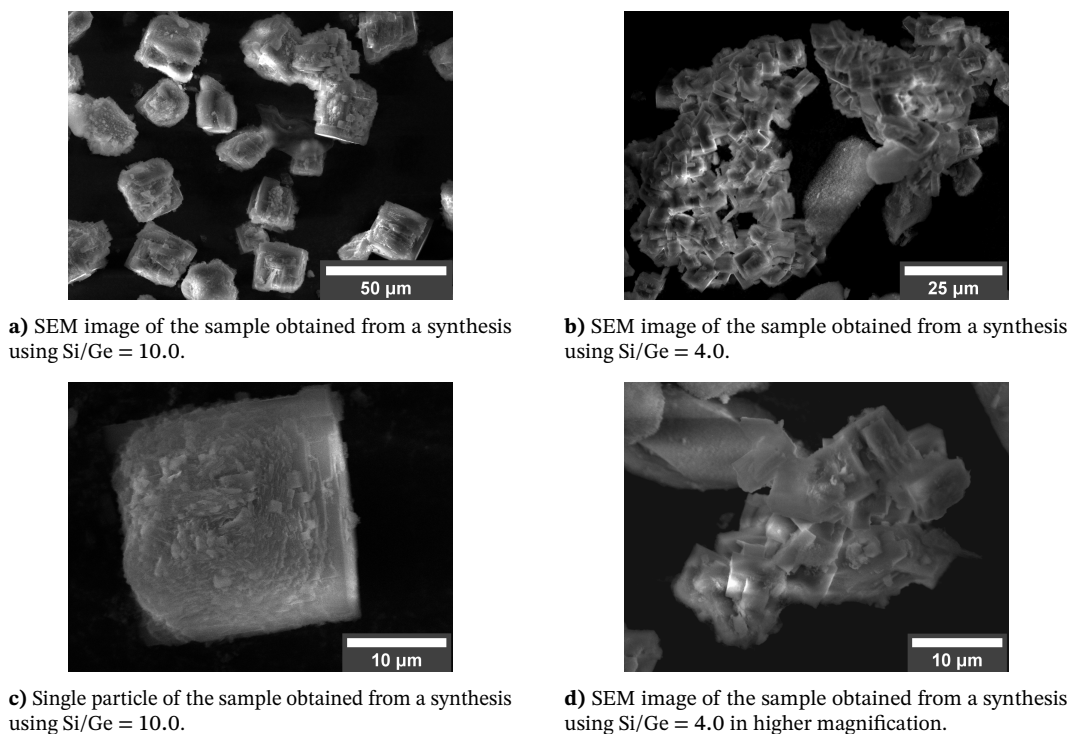 50 µm
25 µm
a) SEM image of the sample obtained from a synthesis
using Si/Ge = 10.0.
b) SEM image of the sample obtained from a synthesis
using Si/Ge = 4.0.
10 µm
10 µm
c) Single particle of the sample obtained from a synthesis
using Si/Ge = 10.0.
d) SEM image of the sample obtained from a synthesis
using Si/Ge = 4.0 in higher magnification.